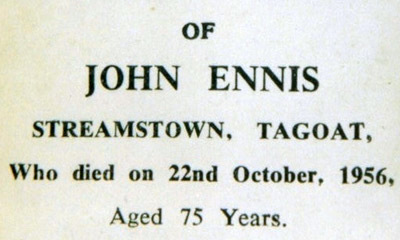 OF
JOHN ENNIS
STREAMSTOWN, TAGOAT,
Who died on 22nd October, 1956,
Aged 75 Years.